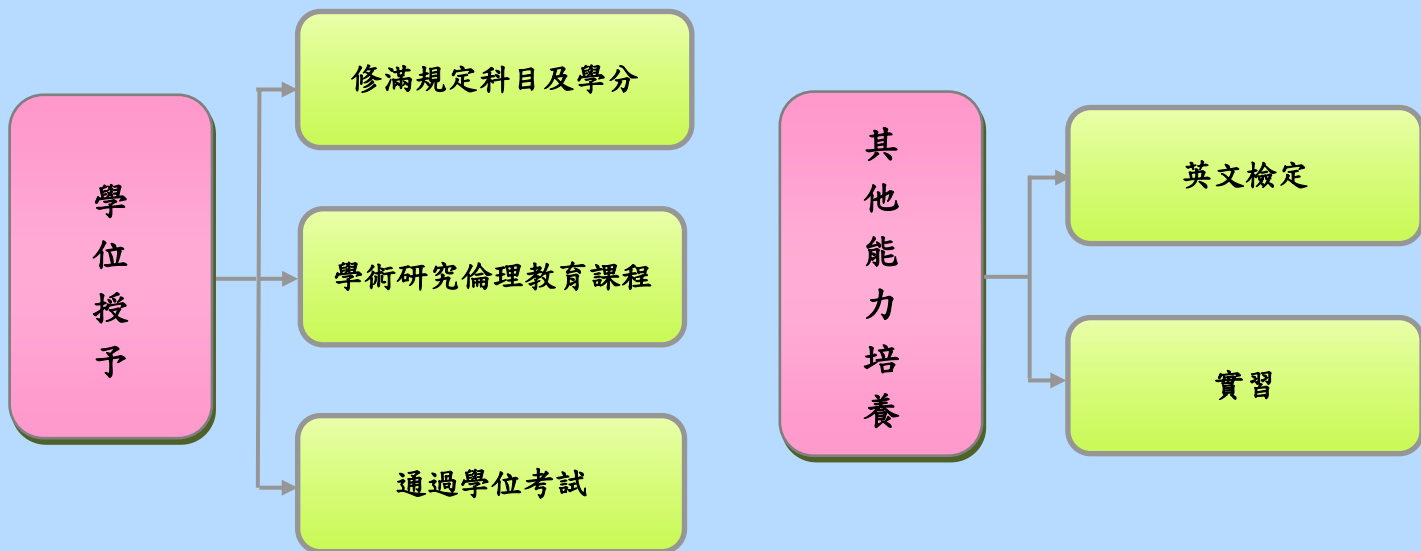 學位授予
修滿規定科目及學分
學術研究倫理教育課程
通過學位考試
其他能力培養
英文檢定
實習